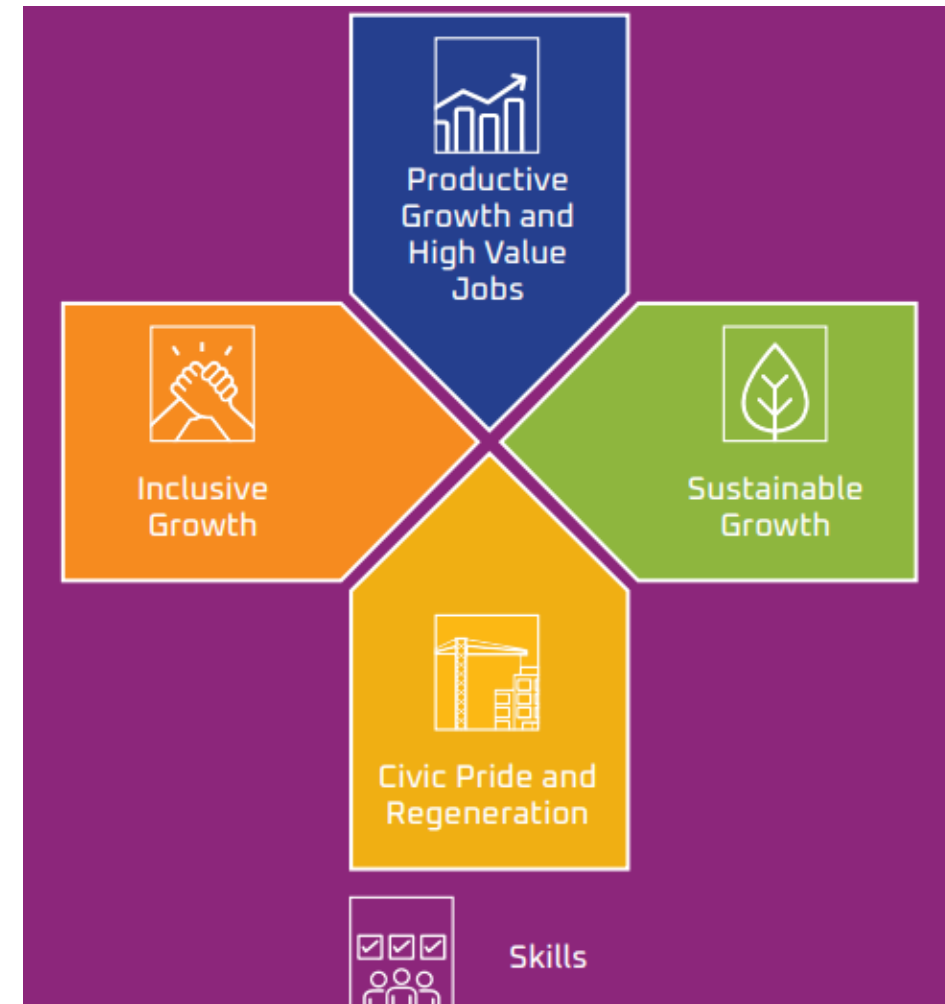 Productive
Growth and
High Value
Jobs
Inclusive
Growth
Sustainable
Growth
Civic Pride and
Regeneration
Skills